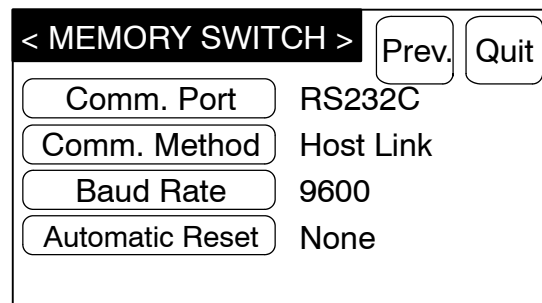 < MEMORY SWITCH > Prev. Quit
Comm. Port RS232C
Comm. Method Host Link
Baud Rate 9600
Automatic Reset None